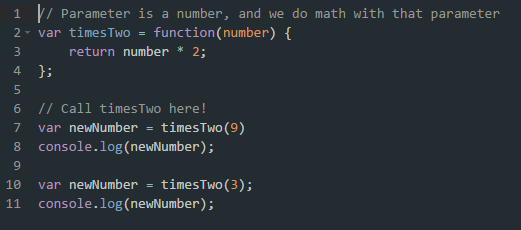 1 // Parameter is a number, and we do math with that parameter
2 var timesTwo = function(number) {
3     return number * 2;
4 };
5
6 // Call timesTwo here!
7 var newNumber = timesTwo(9)
8 console.log(newNumber);
9
10 var newNumber = timesTwo(3);
11 console.log(newNumber);